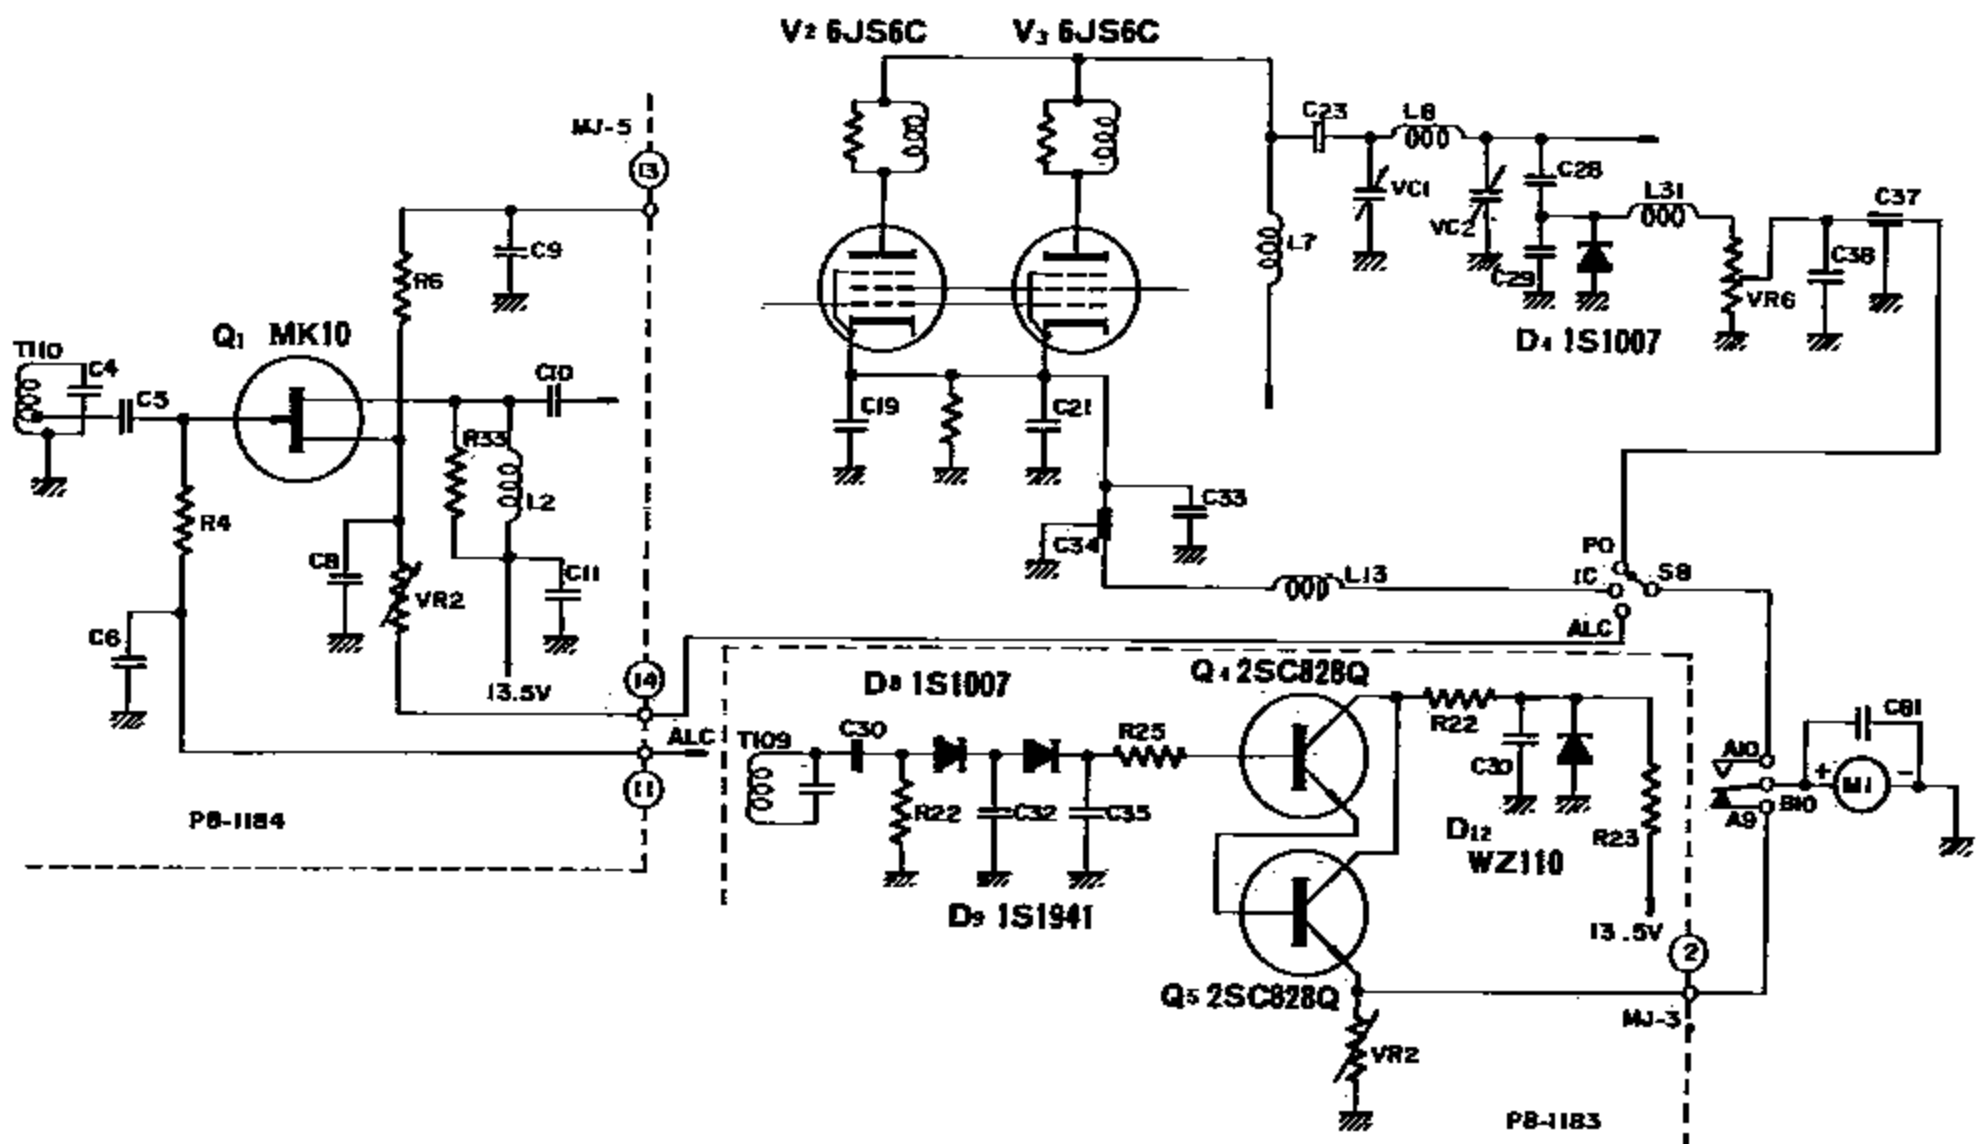 V2 6JS6C
V3 6JS6C
MJ-5
13
C23
L8
C28
L31
C37
VC1
VC2
L7
C29
C38
VR6
D4 1S1007
R6
C9
Q1 MK10
T110
C4
C5
C10
C19
C21
R33
L2
R4
C8
C11
VR2
C6
13.5V
C33
C34
L13
PO
IC
S8
ALC
14
ALC
11
PB-1184
D8 1S1007
Q4 2SC828Q
T109
C30
R25
R22
R22
C32
C35
C30
D9 1S1941
D12
WZ110
R23
13.5V
C81
A10
+
M1
-
B10
A9
2
Q5 2SC828Q
MJ-3
VR2
PB-1183